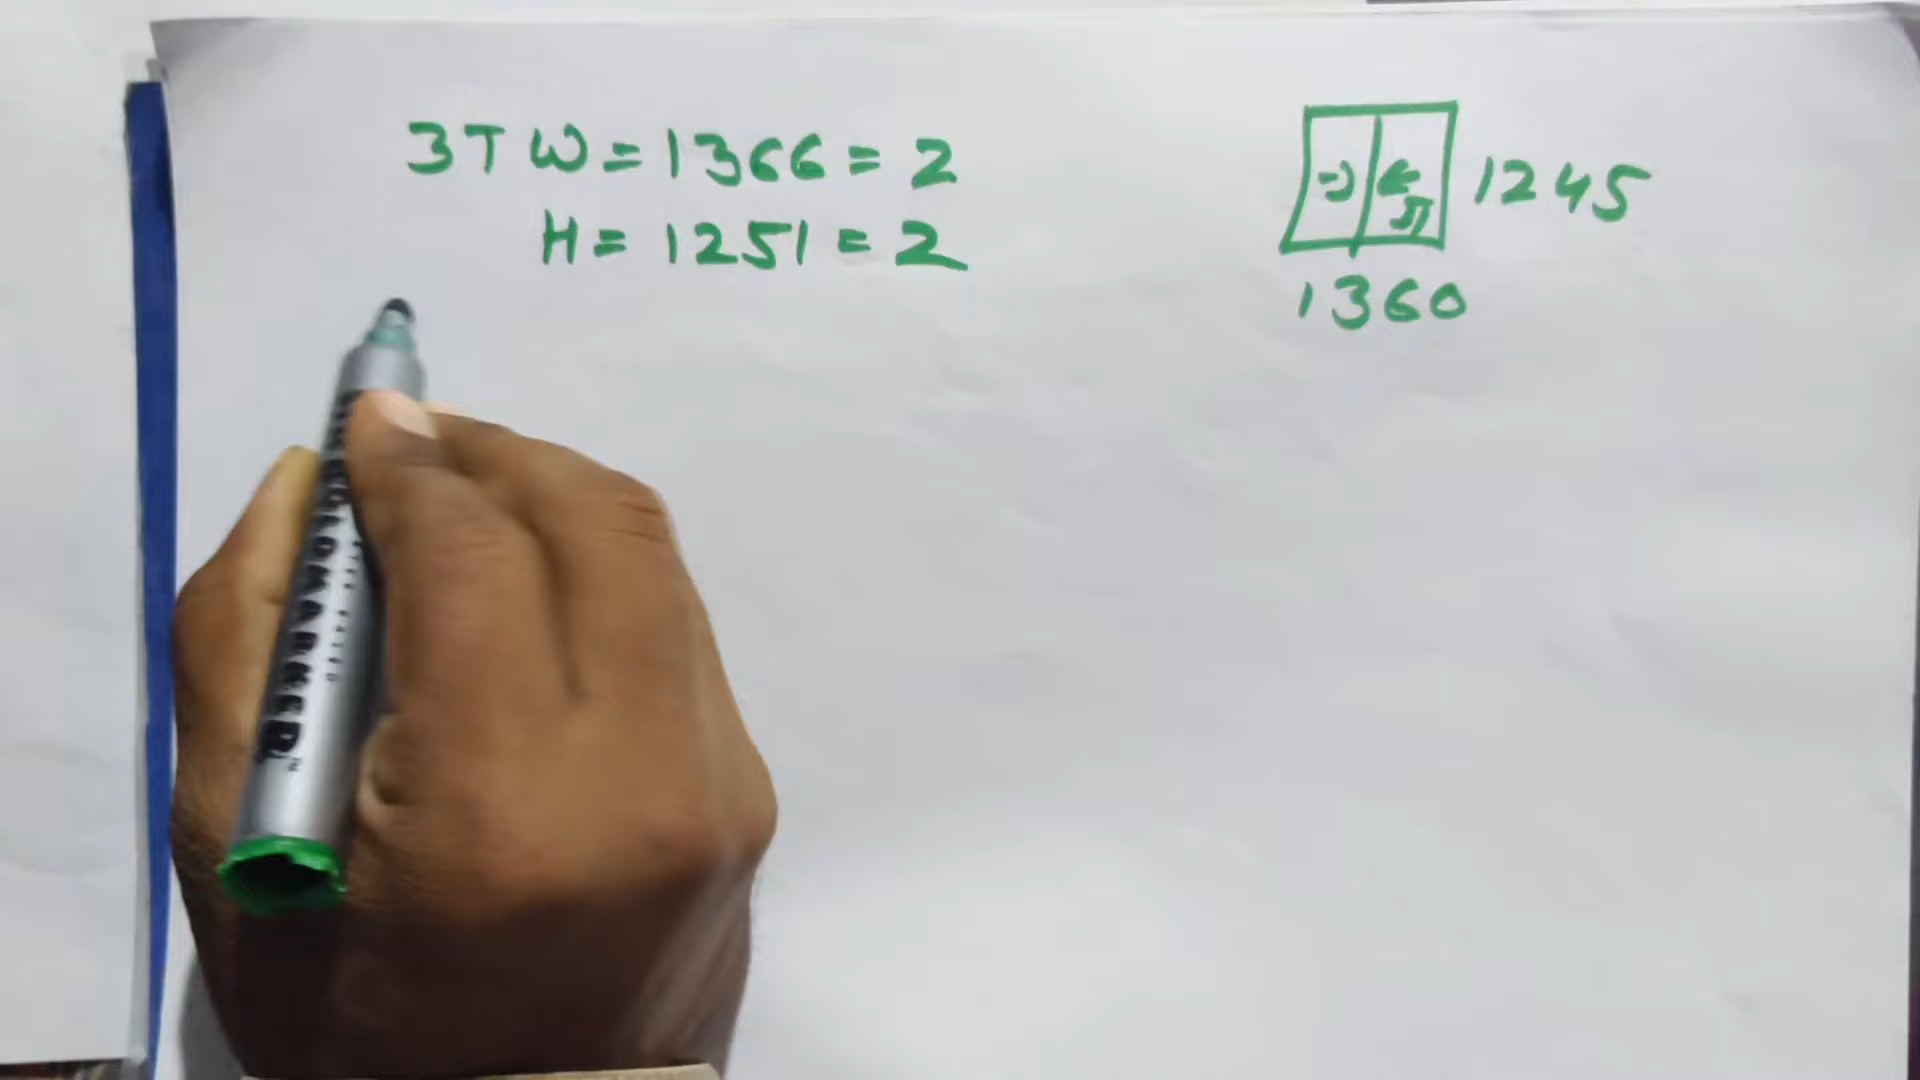 3T W = 1366 = 2
H = 1251 = 2
1245
1360